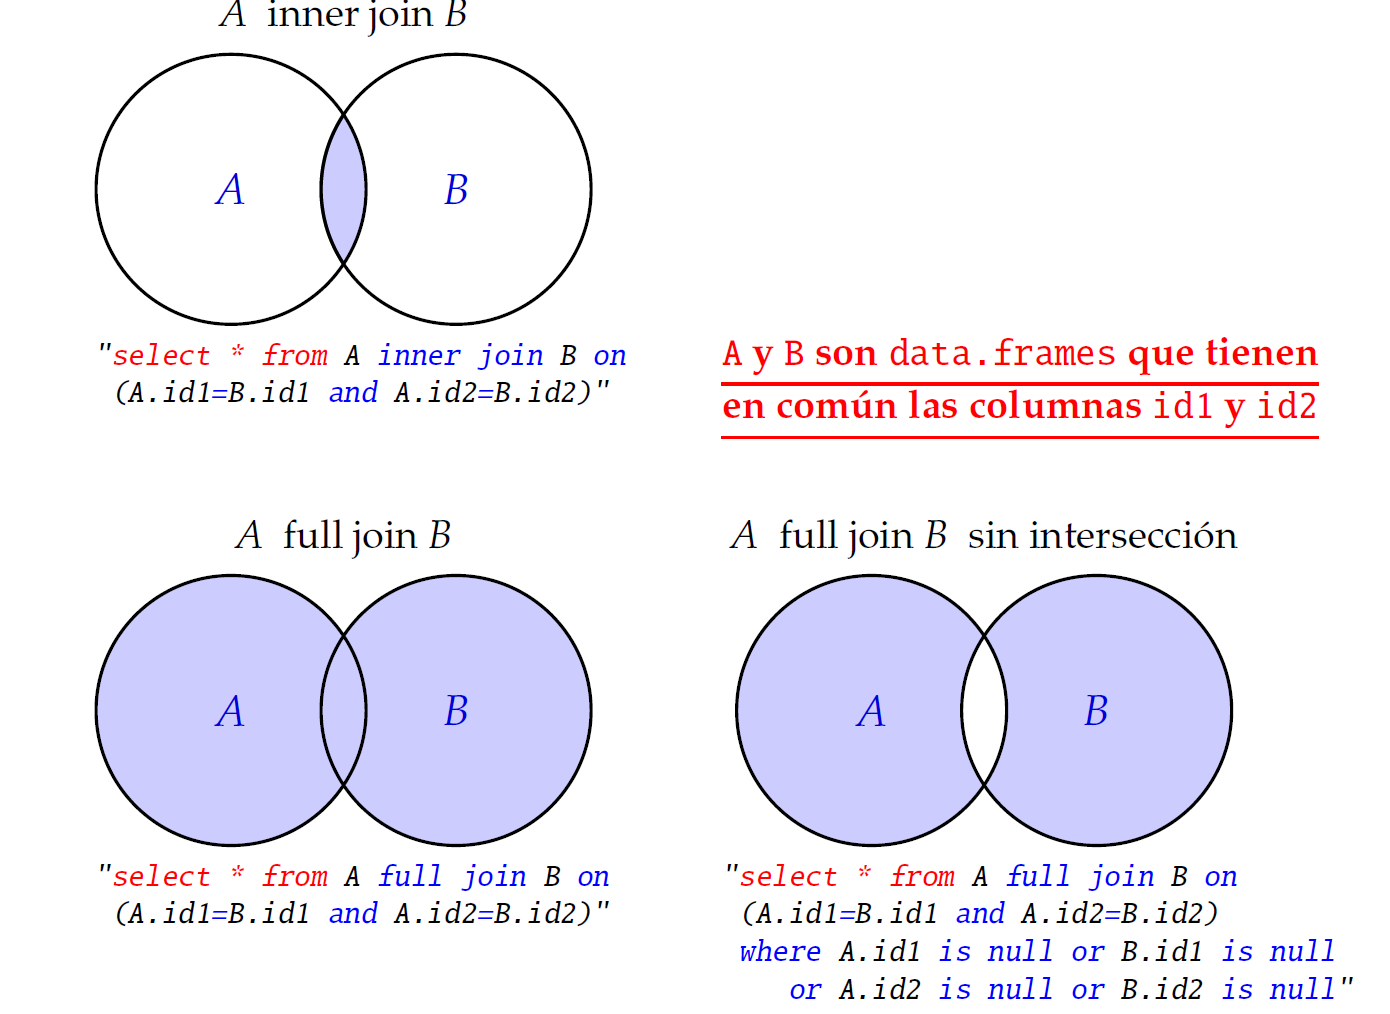 A inner join B
A
B
"select * from A inner join B on
(A.id1=B.id1 and A.id2=B.id2)"
A y B son data.frames que tienen
en común las columnas id1 y id2
A full join B
A
B
"select * from A full join B on
(A.id1=B.id1 and A.id2=B.id2)"
A full join B sin intersección
A
B
"select * from A full join B on
(A.id1=B.id1 and A.id2=B.id2)
where A.id1 is null or B.id1 is null
or A.id2 is null or B.id2 is null"